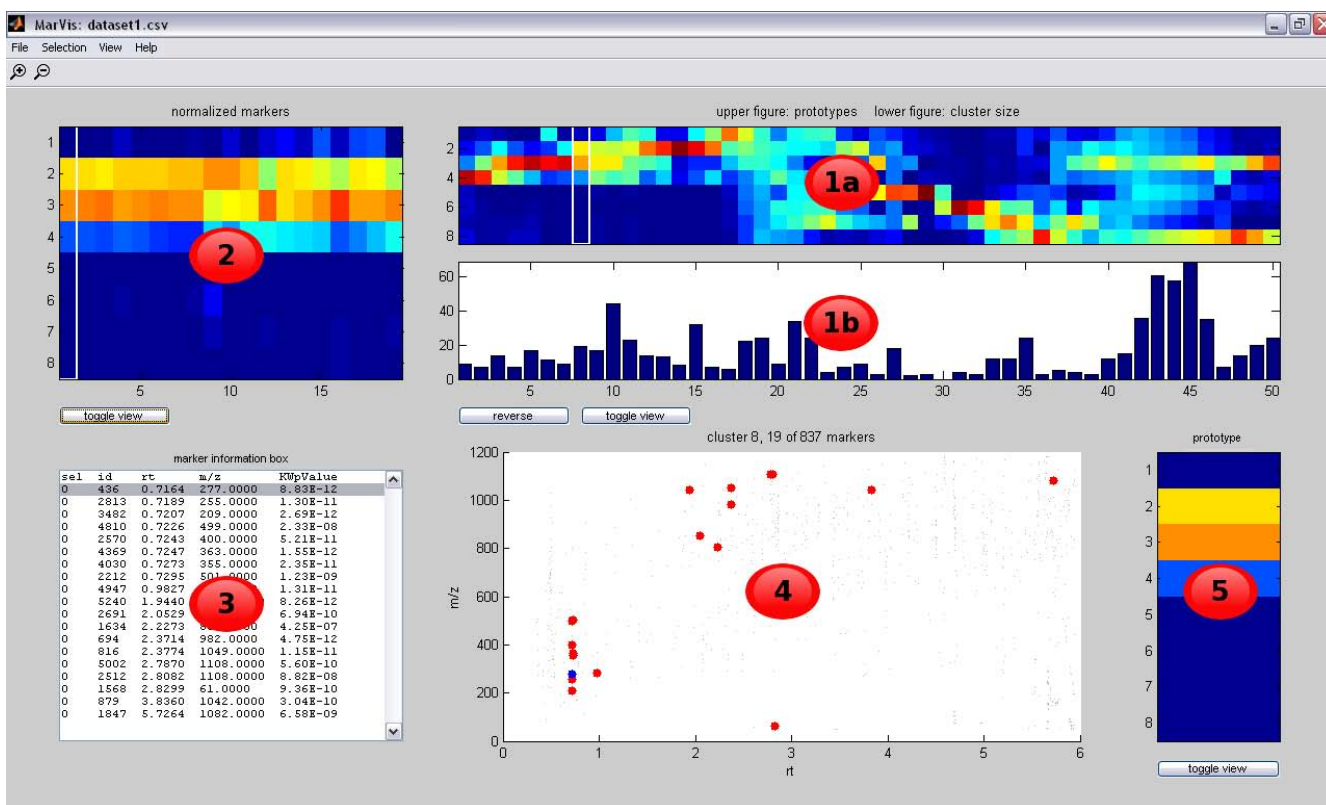 MarVis: dataset1.csv
File Selection View Help
normalized markers
1
2
3
4
5
6
7
8
5 10 15
2
toggle view
upper figure: prototypes lower figure: cluster size
2
4
6
8
1a
60
40
20
0
5 10 15 20 25 30 35 40 45 50
1b
reverse toggle view
marker information box
sel id rt m/z KWpValue
0 436 0.7164 277.0000 8.83E-12
0 2813 0.7189 255.0000 1.30E-11
0 3482 0.7207 209.0000 2.69E-12
0 4810 0.7226 499.0000 2.33E-08
0 2570 0.7243 400.0000 5.21E-11
0 4369 0.7247 363.0000 1.55E-12
0 4030 0.7273 355.0000 2.35E-11
0 2212 0.7295 501.0000 1.23E-09
0 4947 0.9827 1.31E-11
0 5240 1.9440 8.26E-12
0 2691 2.0529 6.94E-10
0 1634 2.2273 4.25E-07
0 694 2.3714 982.0000 4.75E-12
0 816 2.3774 1049.0000 1.15E-11
0 5002 2.7870 1108.0000 5.60E-10
0 2512 2.8082 1108.0000 8.82E-08
0 1568 2.8299 61.0000 9.36E-10
0 879 3.8360 1042.0000 3.04E-10
0 1847 5.7264 1082.0000 6.58E-09
3
cluster 8, 19 of 837 markers
1200
1000
800
600
400
200
0
m/z
0 1 2 3 4 5 6
rt
4
prototype
1
2
3
4
5
6
7
8
5
toggle view